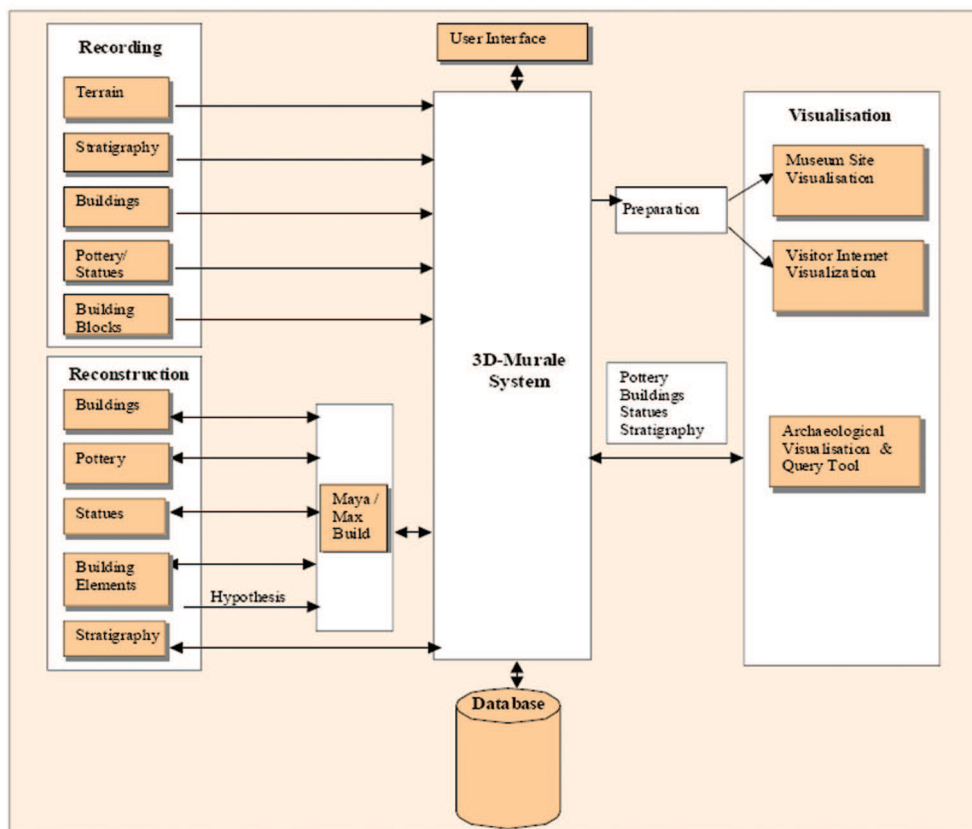 Recording
Terrain
Stratigraphy
Buildings
Pottery/
Statues
Building
Blocks
Reconstruction
Buildings
Pottery
Statues
Building
Elements
Hypothesis
Stratigraphy
Maya /
Max
Build
User Interface
3D-Murale
System
Database
Preparation
Pottery
Buildings
Statues
Stratigraphy
Visualisation
Museum Site
Visualisation
Visitor Internet
Visualization
Archaeological
Visualisation &
Query Tool